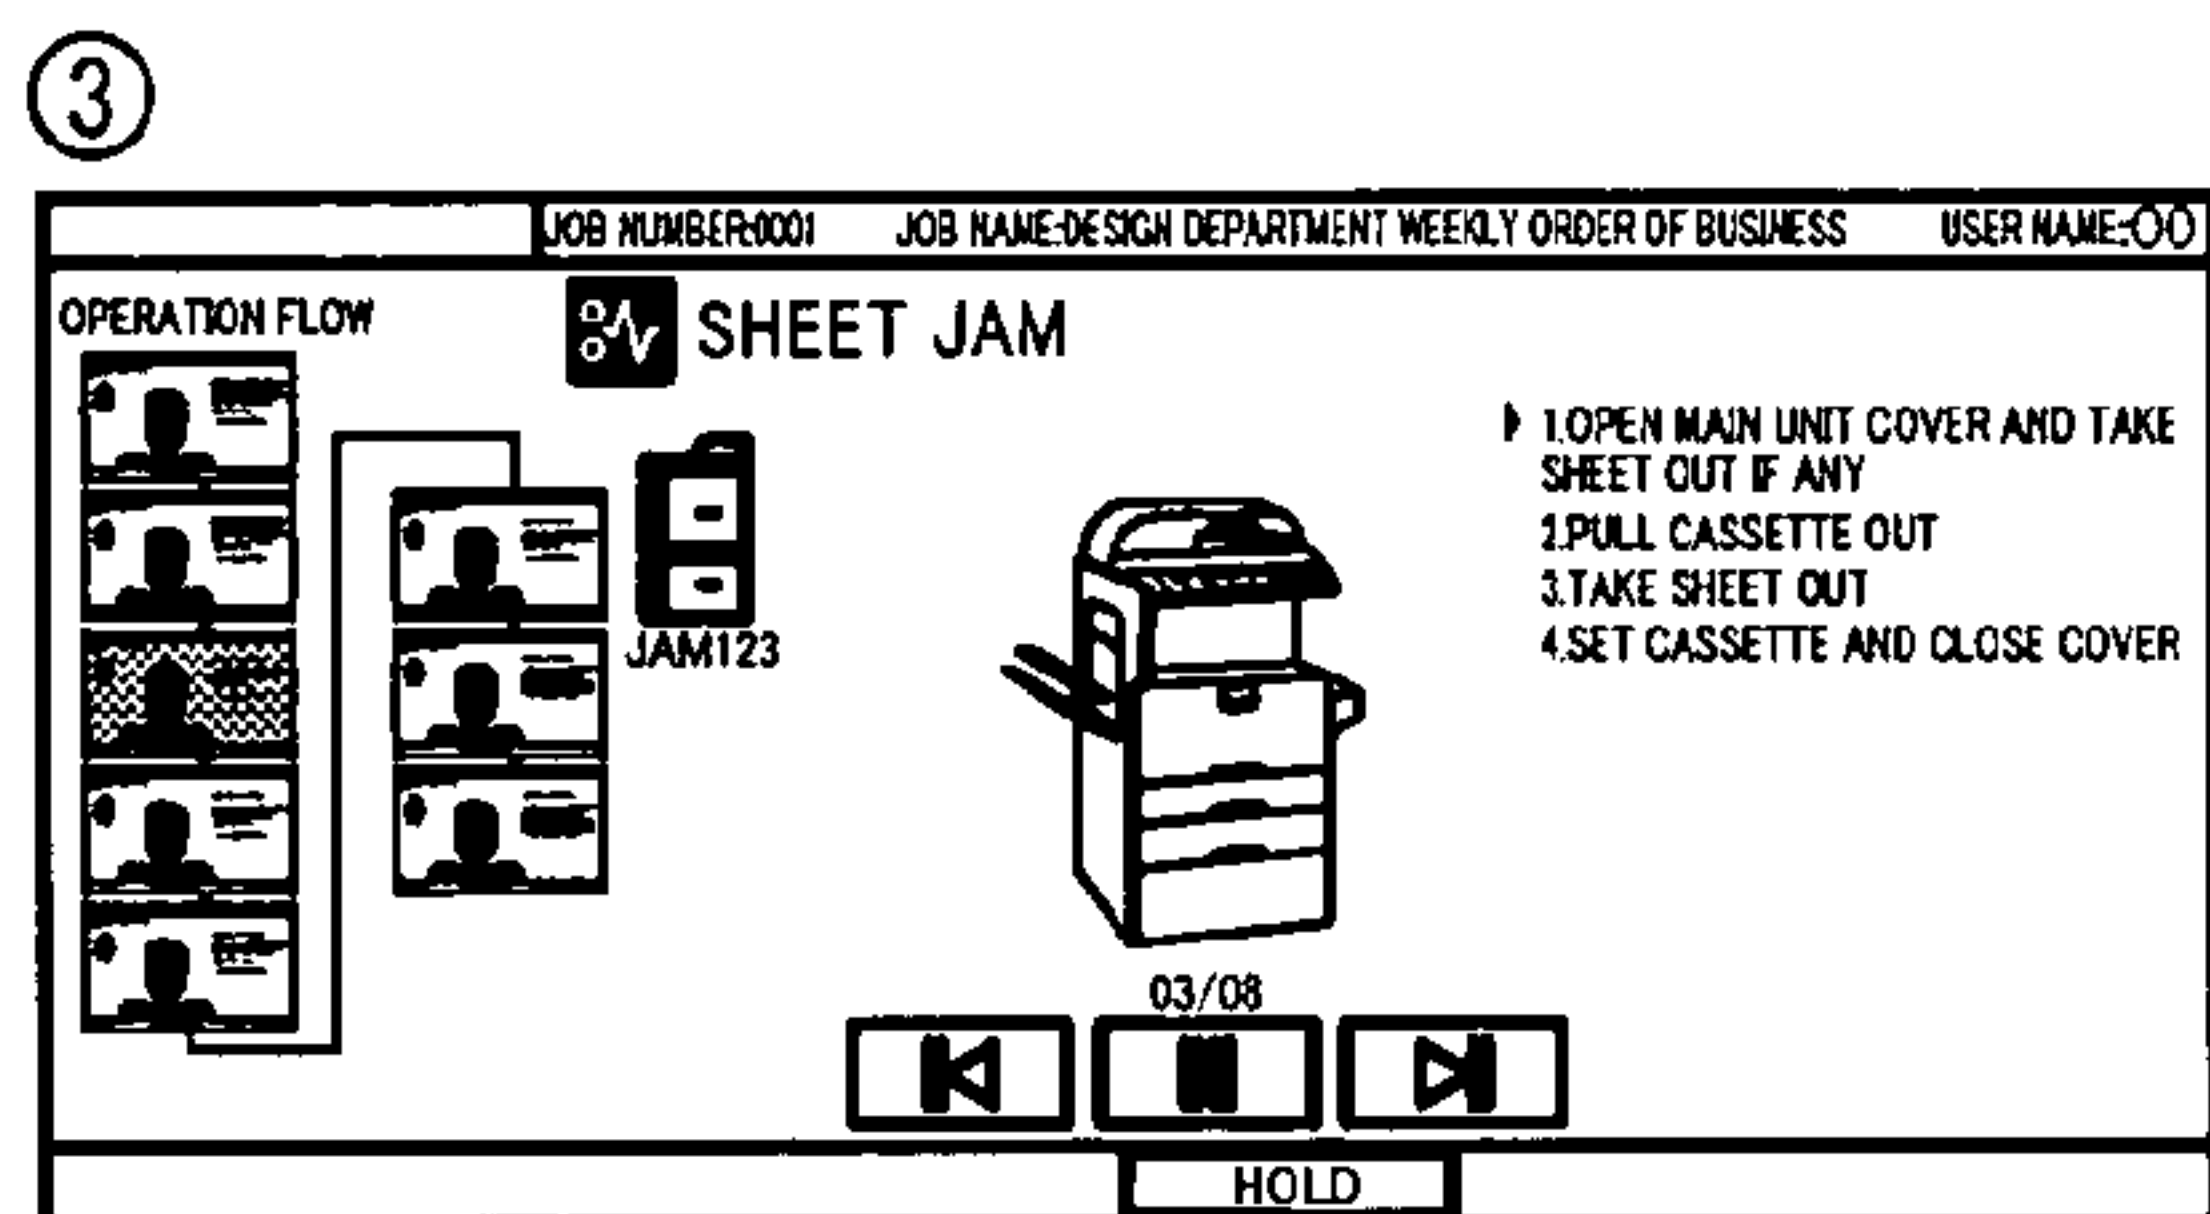 3
JOB NUMBER:0001 JOB NAME:DESIGN DEPARTMENT WEEKLY ORDER OF BUSINESS USER NAME:○○
OPERATION FLOW
SHEET JAM
JAM123
1.OPEN MAIN UNIT COVER AND TAKE
SHEET OUT IF ANY
2.PULL CASSETTE OUT
3.TAKE SHEET OUT
4.SET CASSETTE AND CLOSE COVER
03/08
HOLD